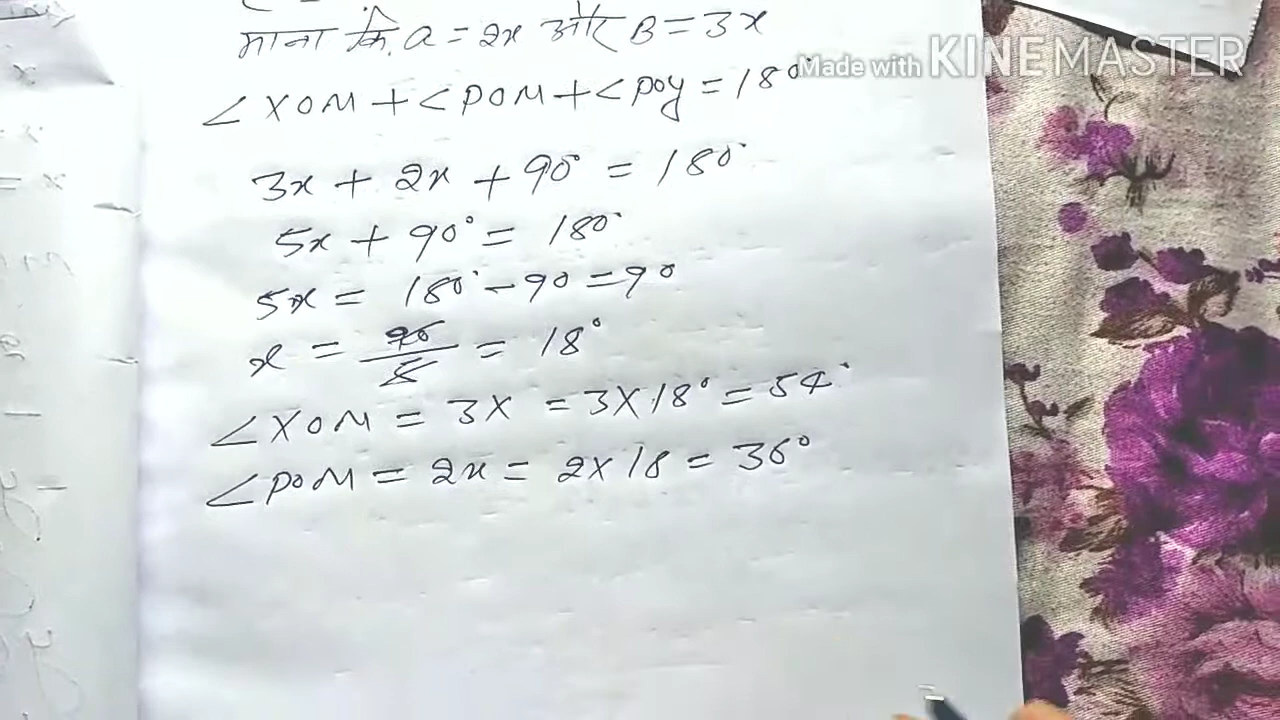 माना कि a = 2x और B = 3x
Made with KINEMASTER
∠XOM + ∠POM + ∠POY = 180°
3x + 2x + 90° = 180°
5x + 90° = 180°
5x = 180° - 90 = 90
x = 90/5 = 18°
∠XOM = 3X = 3X18° = 54°
∠POM = 2x = 2X18 = 36°